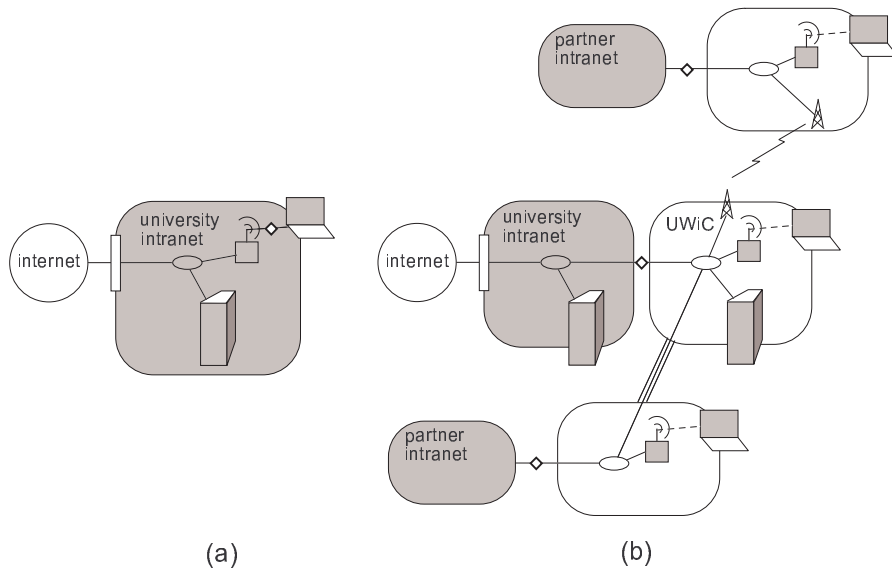 partner
intranet
university
intranet
internet
university
intranet
UWiC
internet
partner
intranet
(a)
(b)